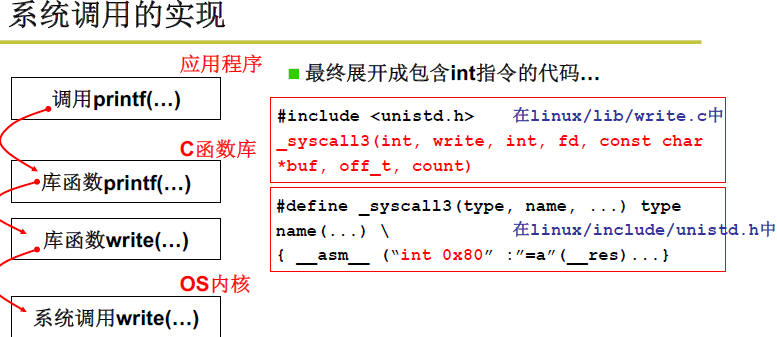 系统调用的实现
应用程序
调用printf(…)
C函数库
库函数printf(…)
库函数write(…)
OS内核
系统调用write(…)
最终展开成包含int指令的代码…
#include <unistd.h> 在linux/lib/write.c中
_syscall3(int, write, int, fd, const char
*buf, off_t, count)
#define _syscall3(type, name, ...) type
name(...) \ 在linux/include/unistd.h中
{ __asm__ (“int 0x80” :”=a”(__res)...}